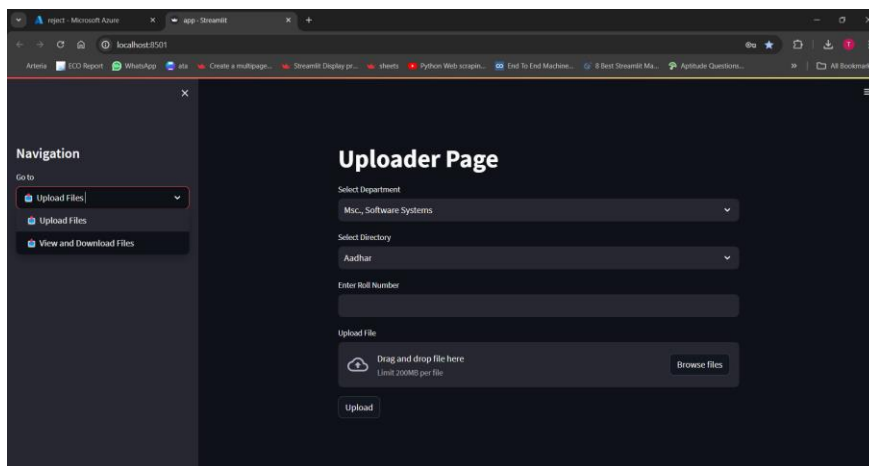 reject - Microsoft Azure
app · Streamlit
localhost:8501
Arteria ECO Report WhatsApp ata Create a multipage... Streamlit Display pr... sheets Python Web scrapin... End To End Machine... 8 Best Streamlit Ma... Aptitude Questions... All Bookmark
Navigation
Go to
Upload Files
Upload Files
View and Download Files
Uploader Page
Select Department
Msc., Software Systems
Select Directory
Aadhar
Enter Roll Number
Upload File
Drag and drop file here
Limit 200MB per file
Browse files
Upload